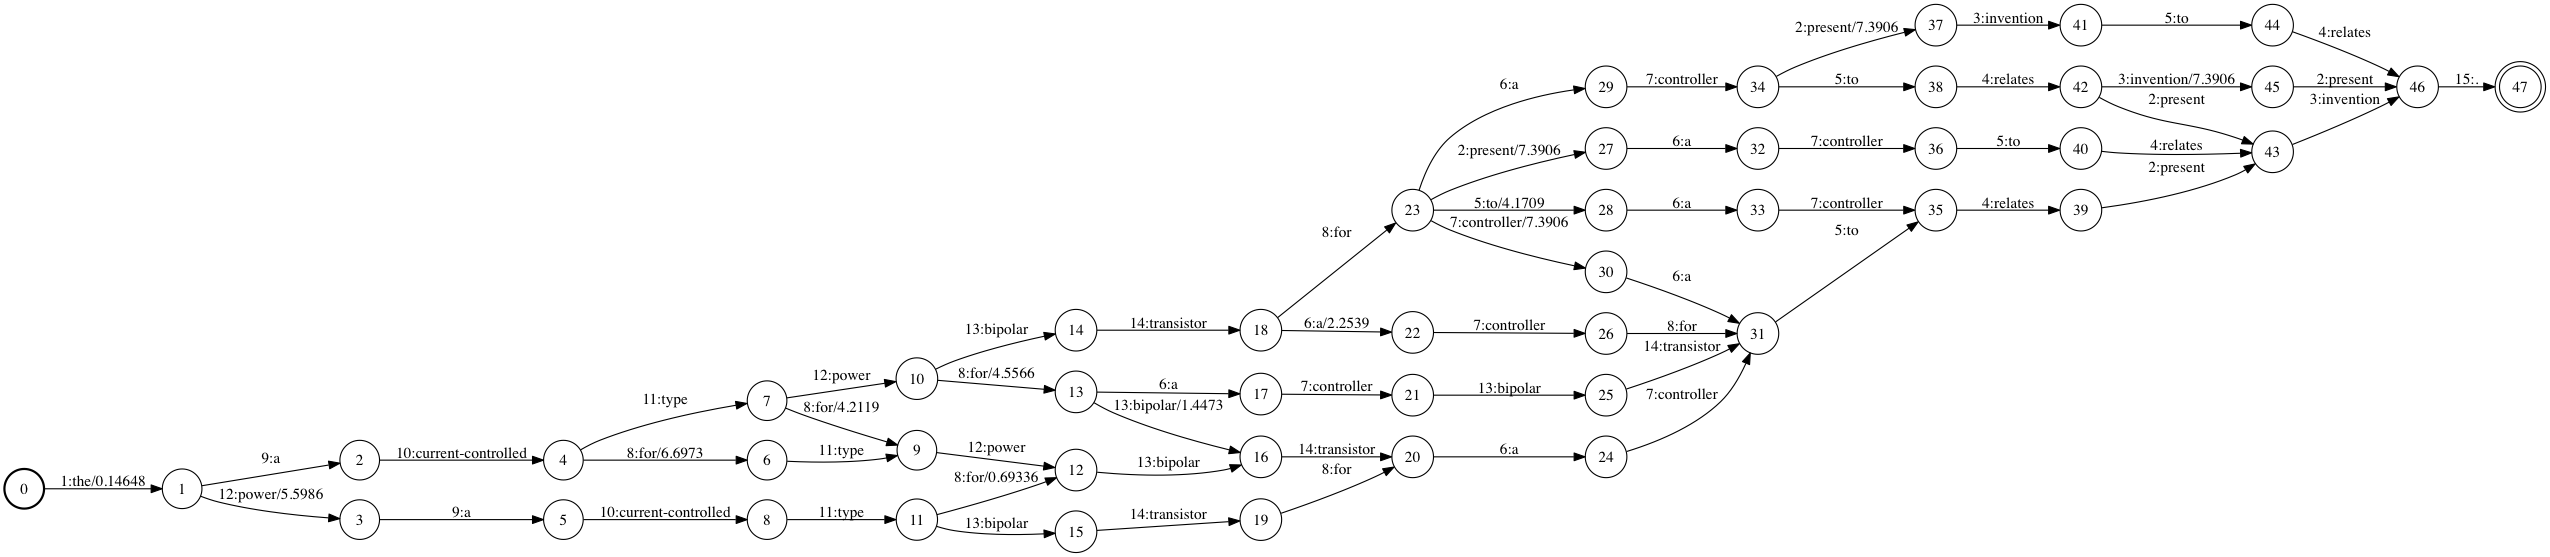 2:present/7.3906
37
3:invention
41
5:to
44
4:relates
6:a
29
7:controller
34
5:to
38
4:relates
42
3:invention/7.3906
45
2:present
46
15:.
47
2:present
3:invention
2:present/7.3906
27
6:a
32
7:controller
36
5:to
40
4:relates
43
2:present
23
5:to/4.1709
28
6:a
33
7:controller
35
4:relates
39
7:controller/7.3906
8:for
5:to
30
6:a
13:bipolar
14
14:transistor
18
6:a/2.2539
22
7:controller
26
8:for
31
14:transistor
12:power
10
8:for/4.5566
13
6:a
17
7:controller
21
13:bipolar
25
7:controller
11:type
7
8:for/4.2119
13:bipolar/1.4473
9:a
2
10:current-controlled
4
8:for/6.6973
6
11:type
9
12:power
12
13:bipolar
16
14:transistor
20
6:a
24
8:for/0.69336
8:for
0
1:the/0.14648
1
12:power/5.5986
3
9:a
5
10:current-controlled
8
11:type
11
13:bipolar
15
14:transistor
19